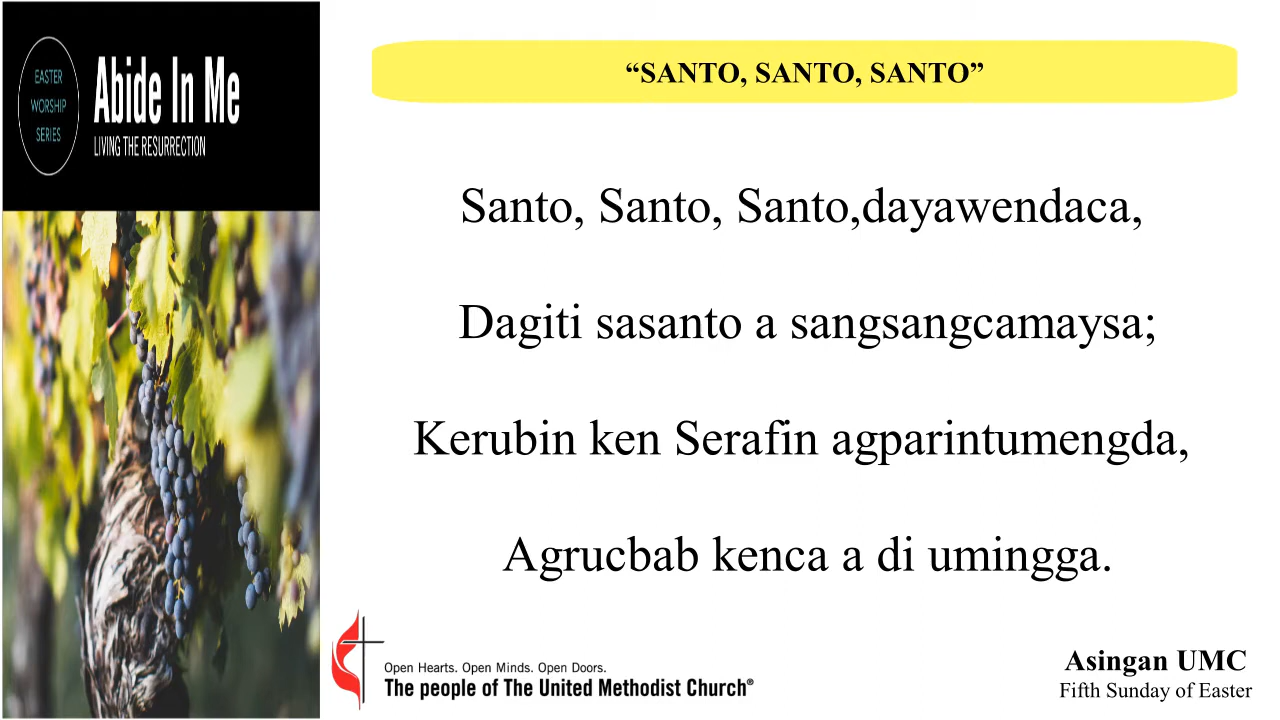 EASTER
WORSHIP
SERIES
Abide In Me
LIVING THE RESURRECTION
“SANTO, SANTO, SANTO”
Santo, Santo, Santo,dayawendaca,
Dagiti sasanto a sangsangcamaysa;
Kerubin ken Serafin agparintumengda,
Agrucbab kenca a di umingga.
Open Hearts. Open Minds. Open Doors.
The people of The United Methodist Church®
Asingan UMC
Fifth Sunday of Easter